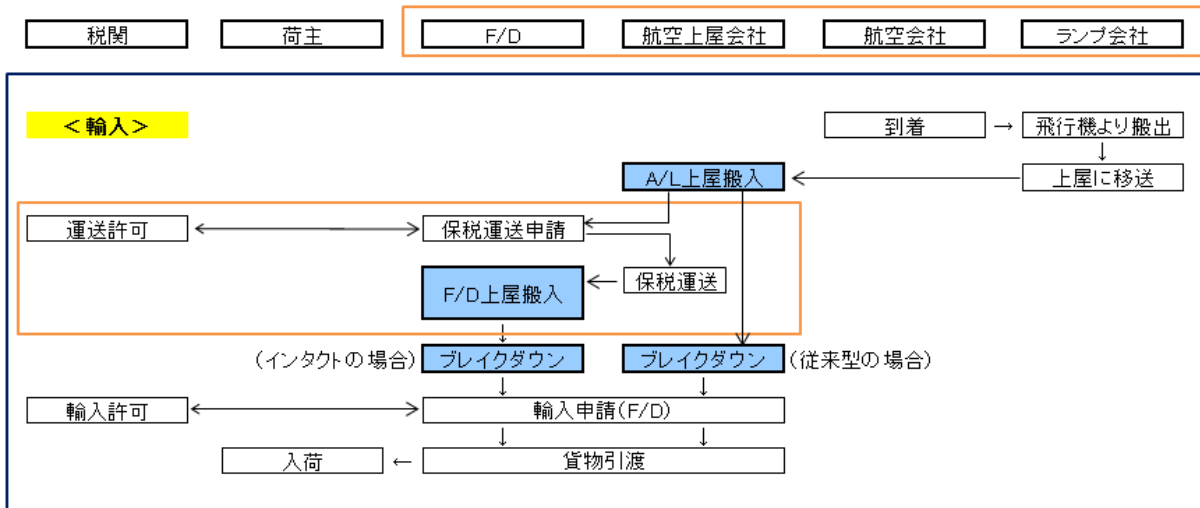 税関
荷主
F/D
航空上屋会社
航空会社
ランプ会社
＜輸入＞
到着
→
飛行機より搬出
A/L上屋搬入
上屋に移送
運送許可
保税運送申請
F/D上屋搬入
保税運送
(インタクトの場合)
ブレイクダウン
ブレイクダウン
(従来型の場合)
輸入許可
輸入申請(F/D)
入荷
←
貨物引渡